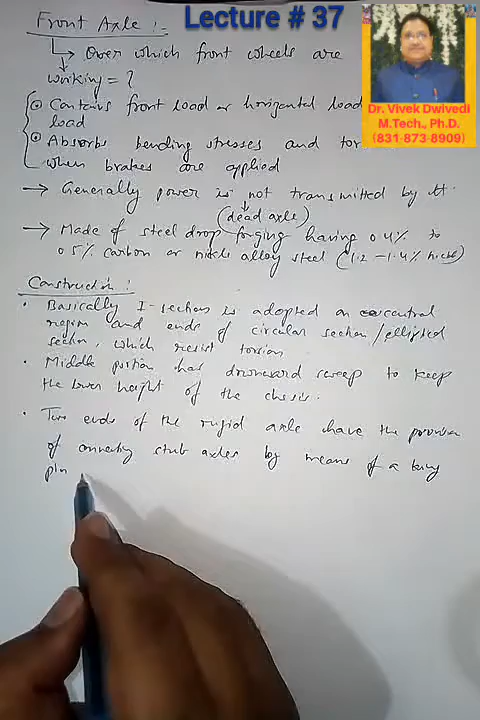 Lecture # 37
Front Axle :-
Over which front wheels are
working = ?
Contains front load or horizontal load
load
Absorbs bending stresses and tor
when brakes are applied
Generally power is not transmitted by it.
(dead axle)
Made of steel drop forging having 0.4% to
0.5% carbon or nickle alloy steel (1.2-1.4% nickel)
Construction :
Basically I-section is adopted on central
region and ends of circular section/elliptical
section, which resist torsion
Middle portion has downward sweep to keep
the lower height of the chassis.
Two ends of the rigid axle have the provision
of connecting stub axles by means of a king
pin
Dr. Vivek Dwivedi
M.Tech., Ph.D.
(831-873-8909)